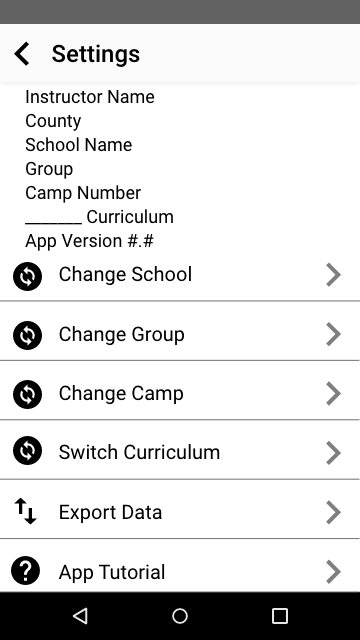 Settings
Instructor Name
County
School Name
Group
Camp Number
_______ Curriculum
App Version #.#
Change School
Change Group
Change Camp
Switch Curriculum
Export Data
App Tutorial